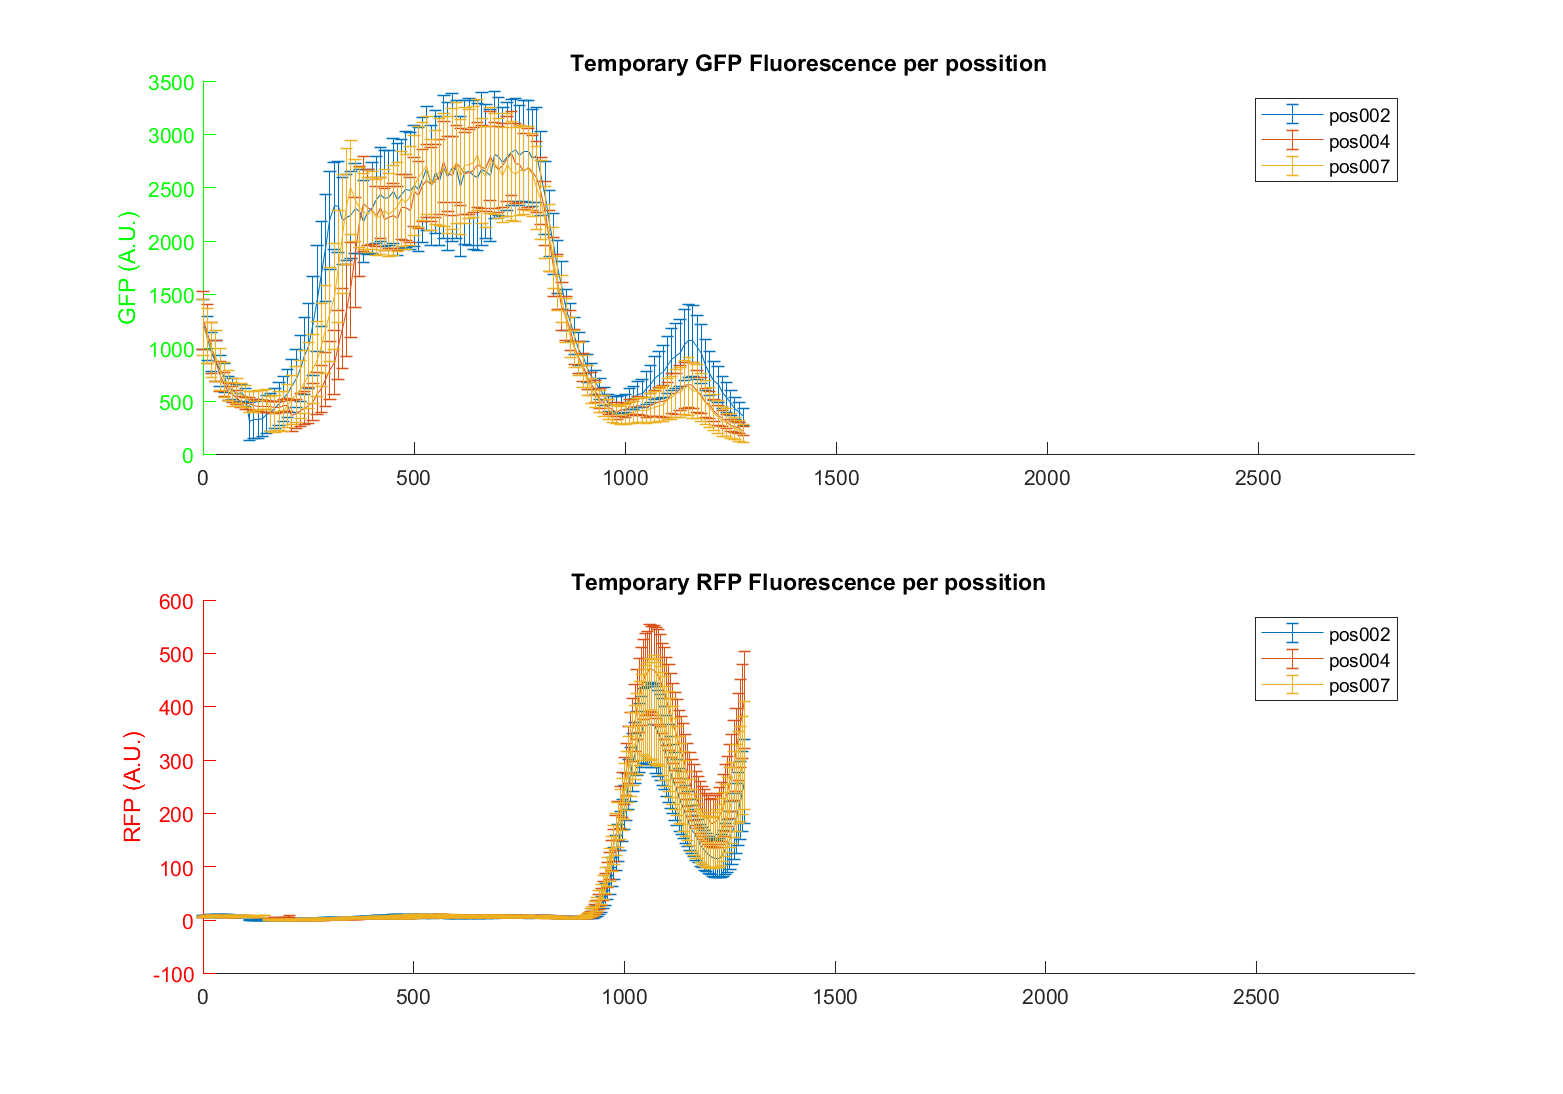 Temporary GFP Fluorescence per possition
GFP (A.U.)
3500
3000
2500
2000
1500
1000
500
0
0 500 1000 1500 2000 2500
pos002
pos004
pos007
Temporary RFP Fluorescence per possition
RFP (A.U.)
600
500
400
300
200
100
0
-100
0 500 1000 1500 2000 2500
pos002
pos004
pos007